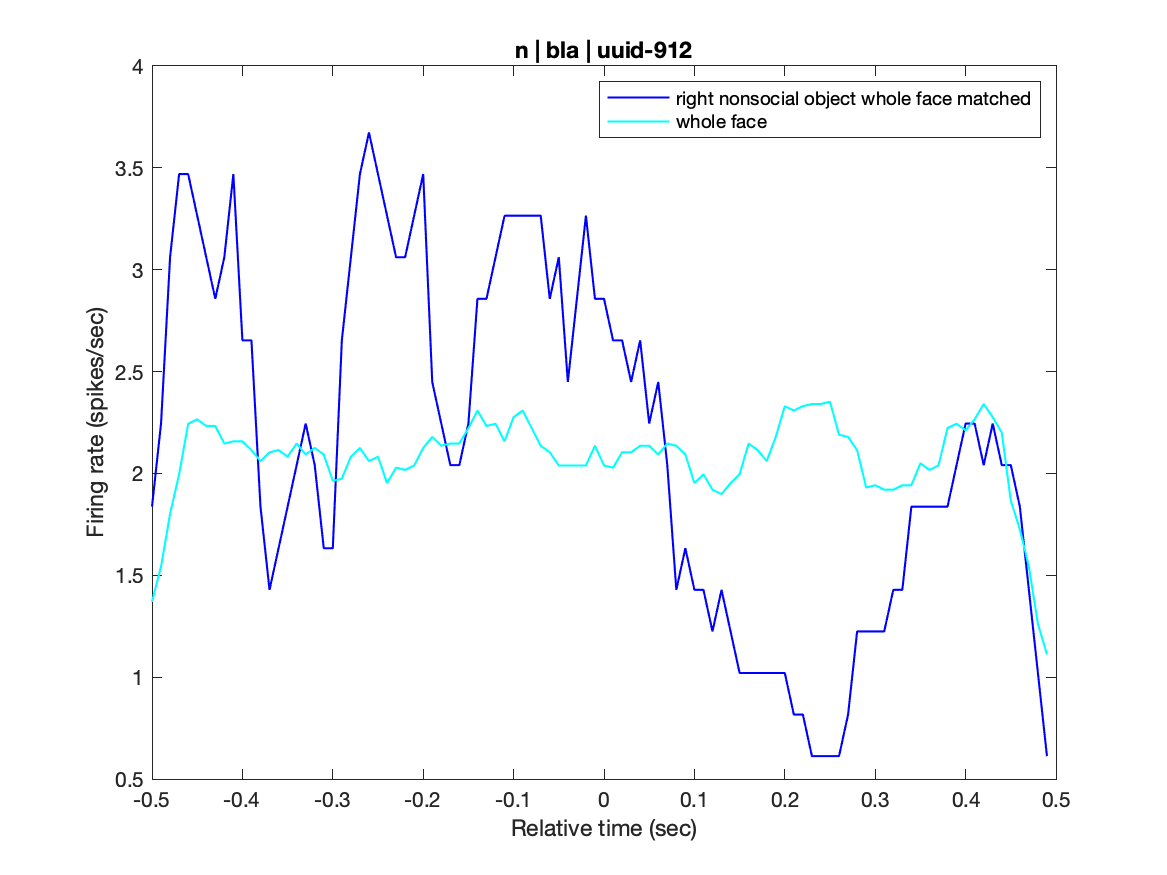 n | bla | uuid-912
right nonsocial object whole face matched
whole face
4
3.5
3
2.5
2
1.5
1
0.5
Firing rate (spikes/sec)
-0.5 -0.4 -0.3 -0.2 -0.1 0 0.1 0.2 0.3 0.4 0.5
Relative time (sec)